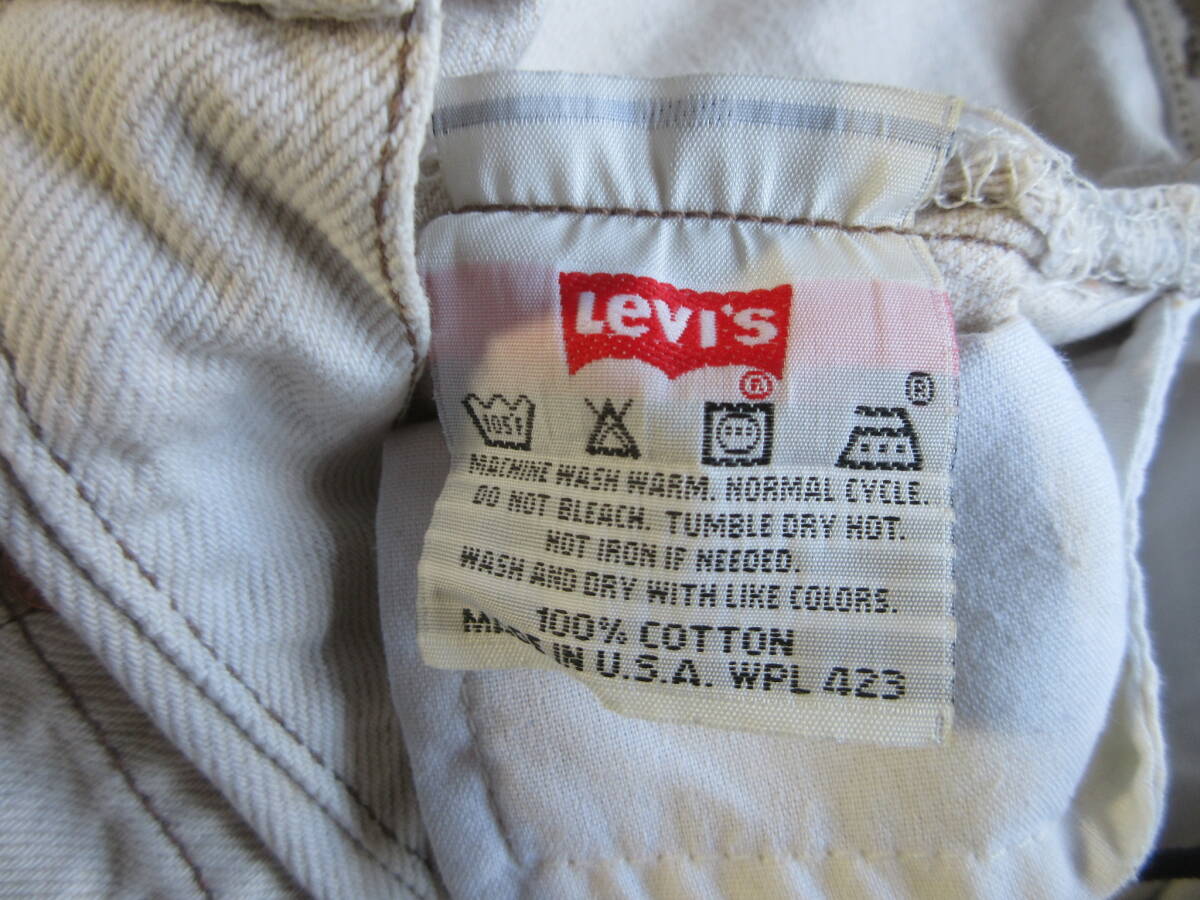 Levi's
®
®
105F
MACHINE WASH WARM. NORMAL CYCLE.
DO NOT BLEACH. TUMBLE DRY HOT.
HOT IRON IF NEEDED.
WASH AND DRY WITH LIKE COLORS.
100% COTTON
MADE IN U.S.A. WPL 423